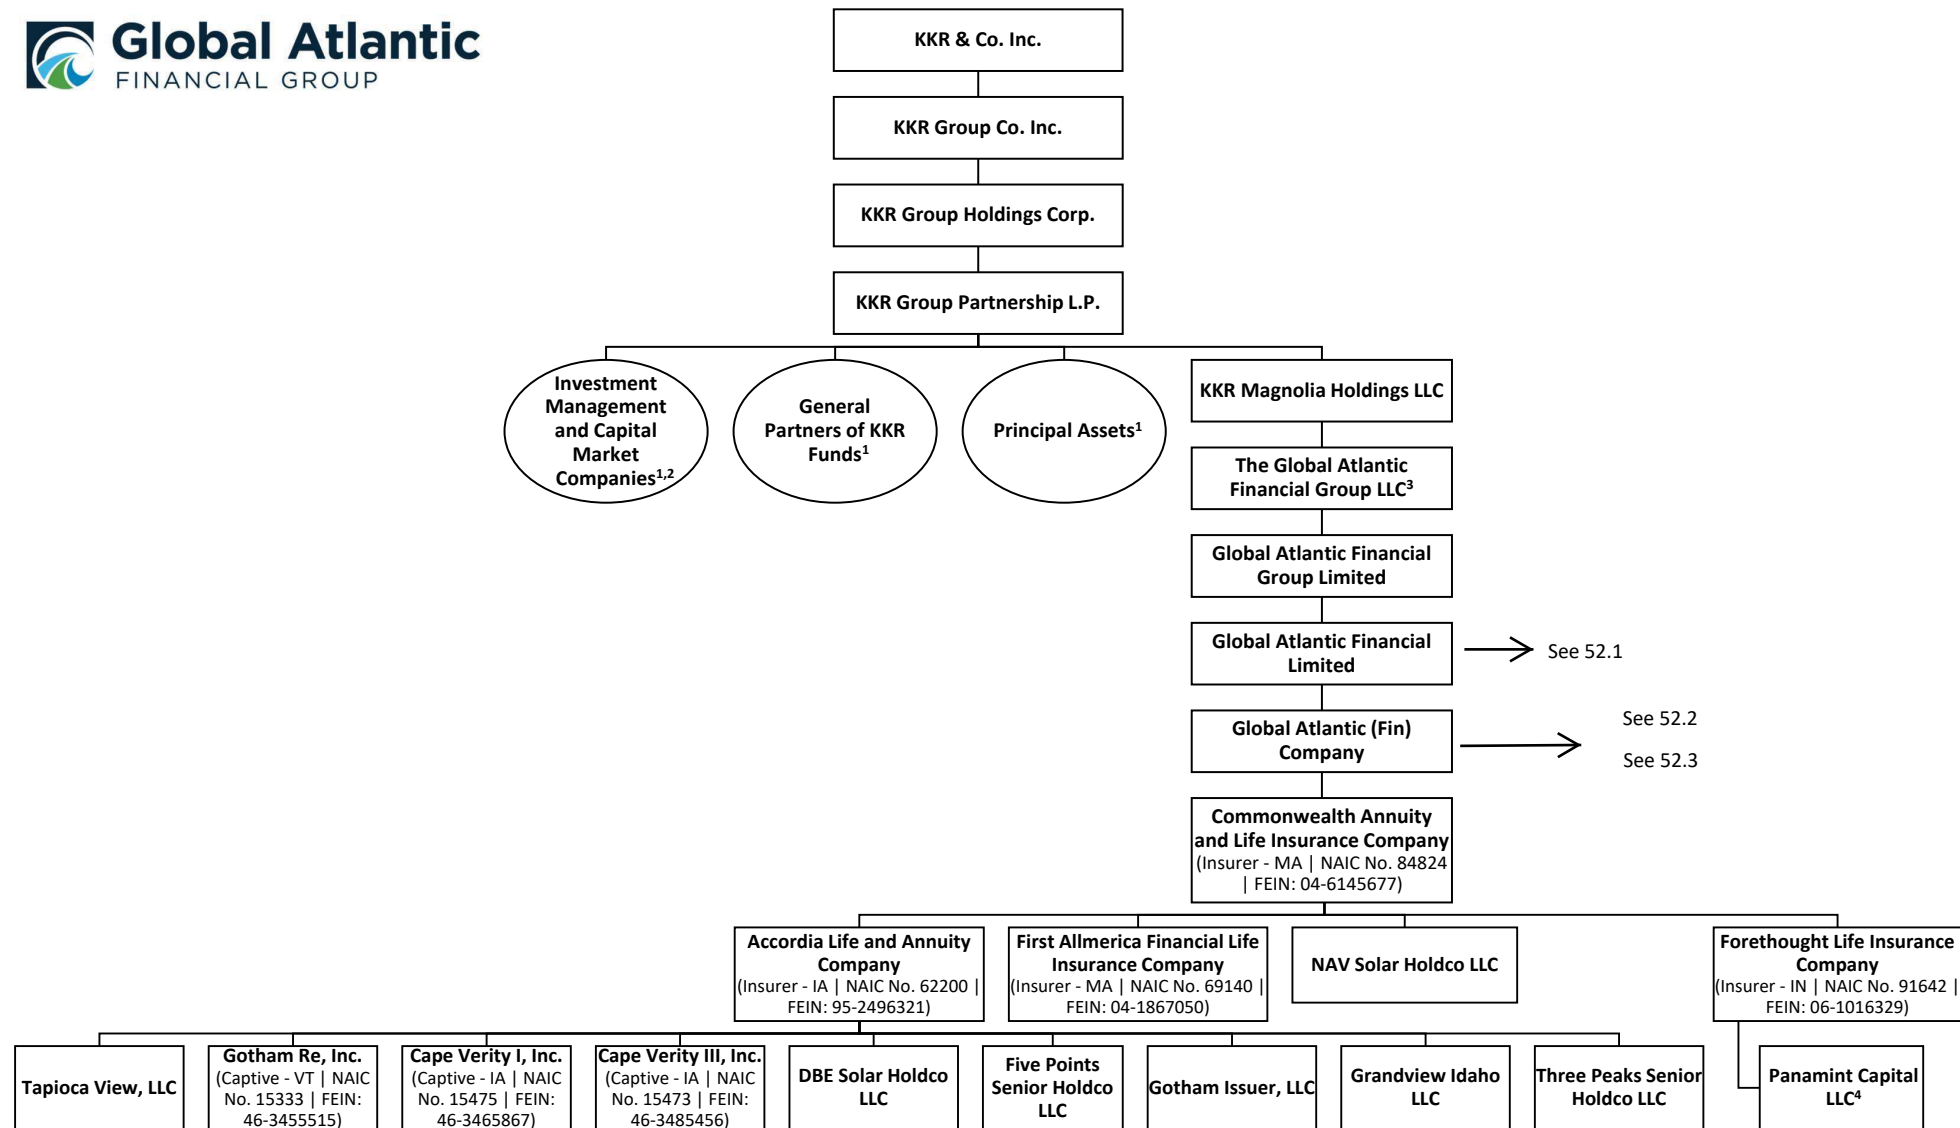 Global Atlantic
FINANCIAL GROUP
KKR & Co. Inc.
KKR Group Co. Inc.
KKR Group Holdings Corp.
KKR Group Partnership L.P.
Investment
Management
and Capital
Market
Companies1,2
General
Partners of KKR
Funds1
Principal Assets1
KKR Magnolia Holdings LLC
The Global Atlantic
Financial Group LLC3
Global Atlantic Financial
Group Limited
Global Atlantic Financial
Limited
See 52.1
Global Atlantic (Fin)
Company
See 52.2
See 52.3
Commonwealth Annuity
and Life Insurance Company
(Insurer - MA | NAIC No. 84824
| FEIN: 04-6145677)
Accordia Life and Annuity
Company
(Insurer - IA | NAIC No. 62200 |
FEIN: 95-2496321)
First Allmerica Financial Life
Insurance Company
(Insurer - MA | NAIC No. 69140 |
FEIN: 04-1867050)
NAV Solar Holdco LLC
Forethought Life Insurance
Company
(Insurer - IN | NAIC No. 91642 |
FEIN: 06-1016329)
Tapioca View, LLC
Gotham Re, Inc.
(Captive - VT | NAIC
No. 15333 | FEIN:
46-3455515)
Cape Verity I, Inc.
(Captive - IA | NAIC
No. 15475 | FEIN:
46-3465867)
Cape Verity III, Inc.
(Captive - IA | NAIC
No. 15473 | FEIN:
46-3485456)
DBE Solar Holdco
LLC
Five Points
Senior Holdco
LLC
Gotham Issuer, LLC
Grandview Idaho
LLC
Three Peaks Senior
Holdco LLC
Panamint Capital
LLC4